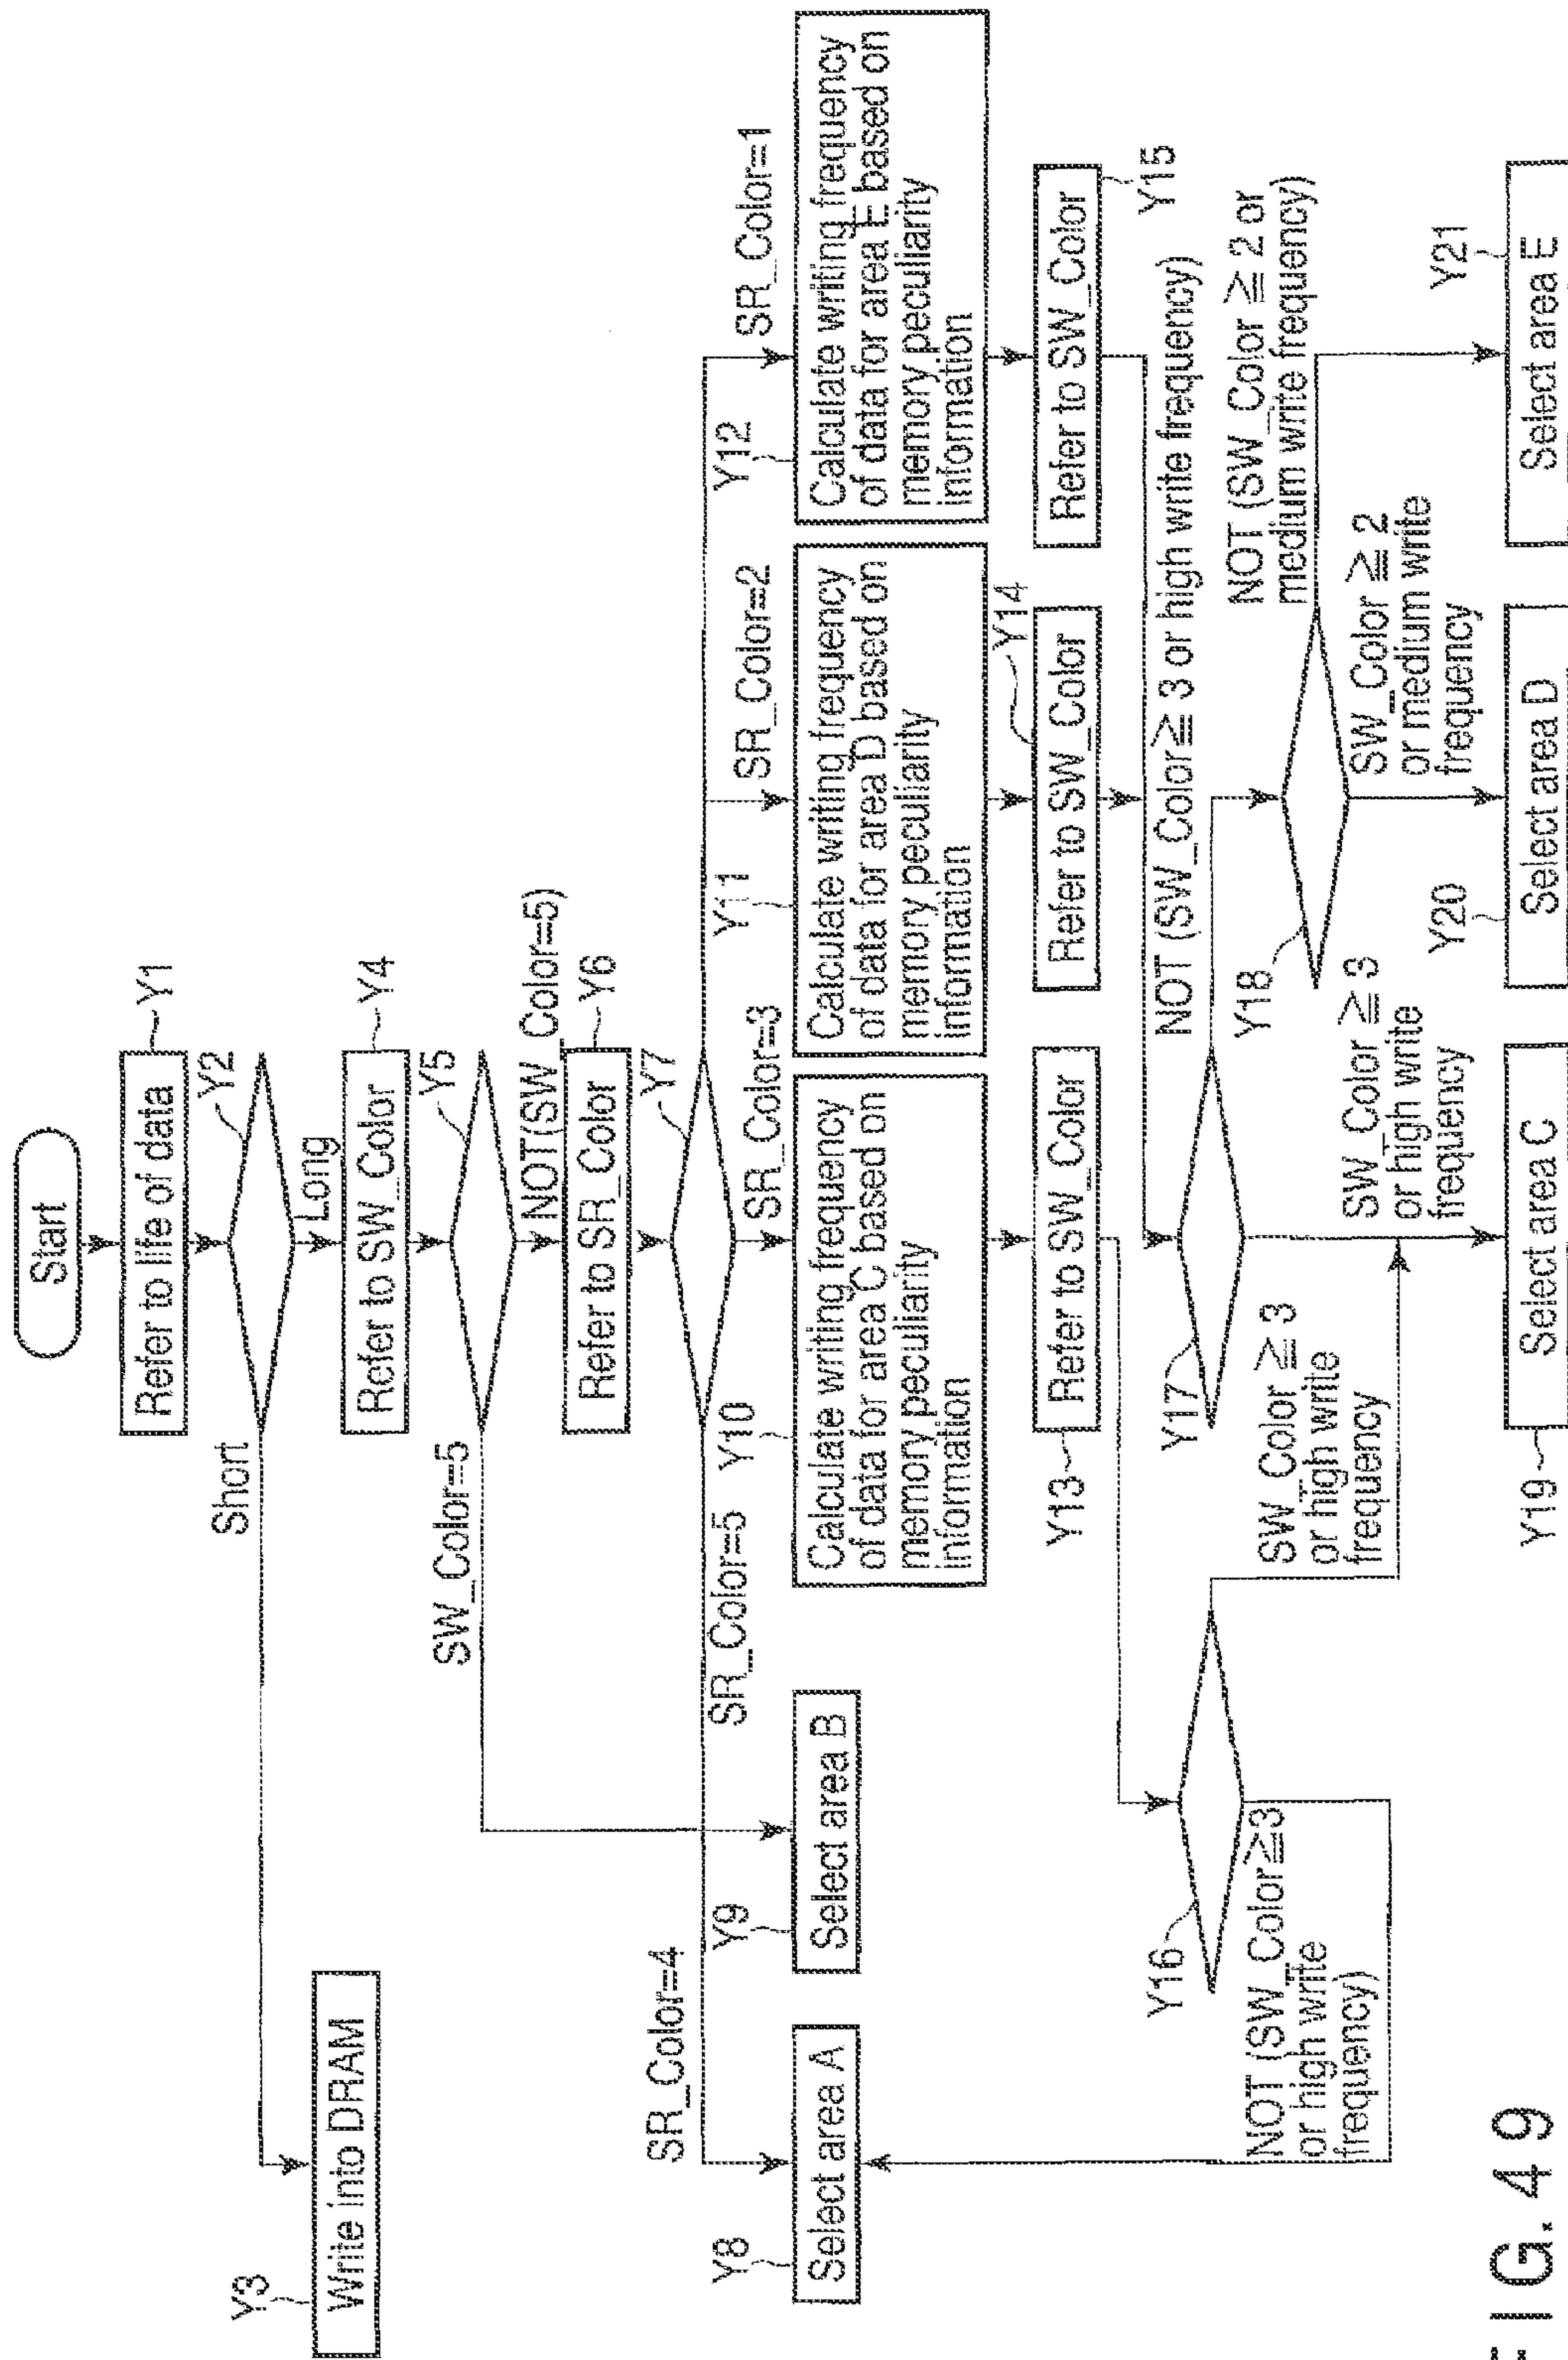 Start
Refer to life of data
Y1
Y2
Short
Long
Y3
Write into DRAM
Refer to SW_Color
Y4
Y5
SW_Color=5
NOT(SW_Color=5)
Refer to SR_Color
Y6
Y7
SR_Color=4
SR_Color=5
SR_Color=3
SR_Color=2
SR_Color=1
Y8
Select area A
Y9
Select area B
Y10
Calculate writing frequency
of data for area C based on
memory peculiarity
information
Y11
Calculate writing frequency
of data for area D based on
memory peculiarity
information
Y12
Calculate writing frequency
of data for area E based on
memory peculiarity
information
Y13
Refer to SW_Color
Y14
Refer to SW_Color
Refer to SW_Color
Y15
NOT (SW_Color≧3 or high write frequency)
Y16
Y17
NOT (SW_Color≧3
or high write
frequency)
SW_Color ≧ 3
or high write
frequency
Y18
NOT (SW_Color ≧ 2 or
medium write frequency)
SW_Color ≧ 3
or high write
frequency
SW_Color ≧ 2
or medium write
frequency
Y19
Select area C
Y20
Select area D
Y21
Select area E
FIG. 49